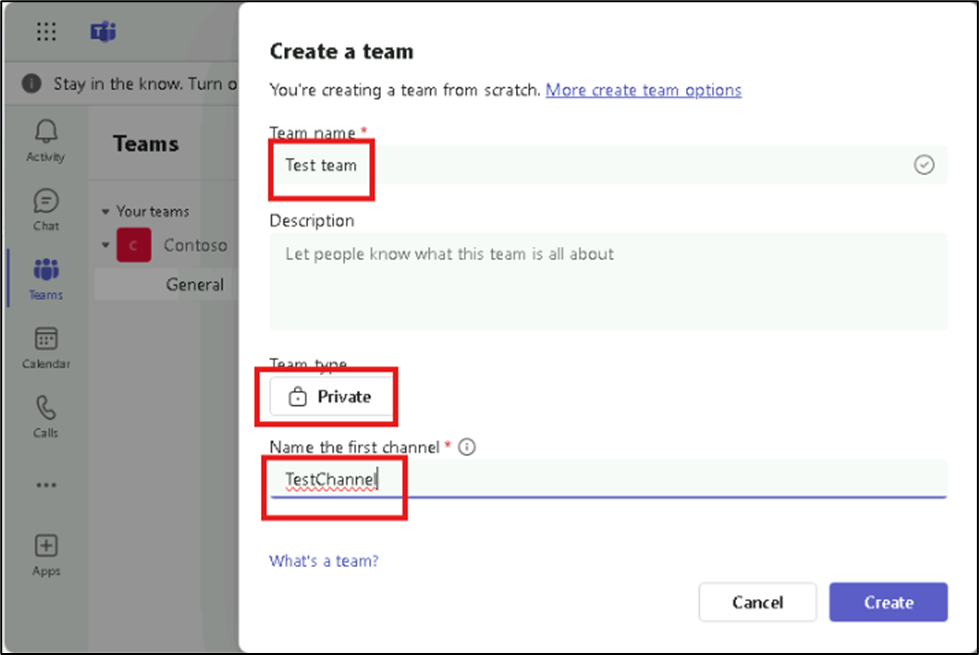 T
Create a team
You're creating a team from scratch. More create team options
Stay in the know. Turn o
Team name *
Test team
Activity
Teams
Description
Let people know what this team is all about
Chat
Your teams
C Contoso
General
Teams
Calendar
Team type
Private
Calls
Name the first channel *
TestChannel
Apps
What's a team?
Cancel
Create